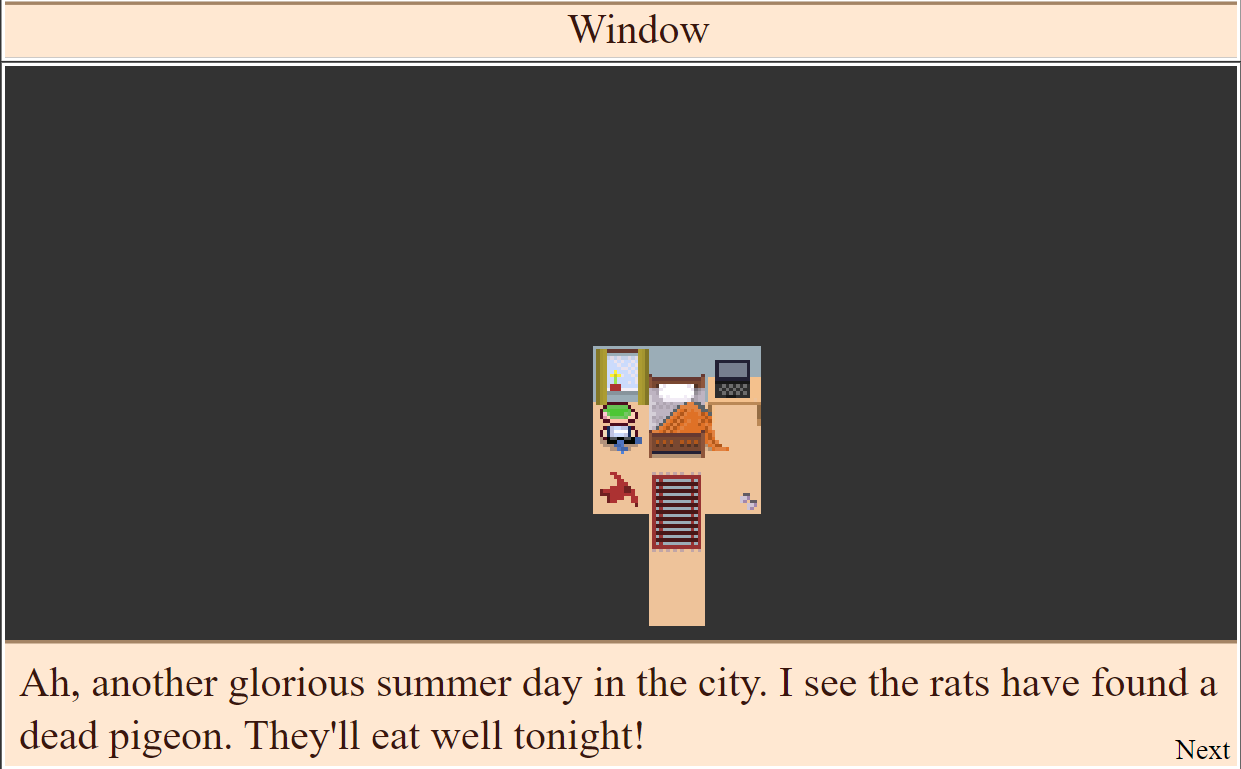 Window
Ah, another glorious summer day in the city. I see the rats have found a
dead pigeon. They'll eat well tonight!
Next